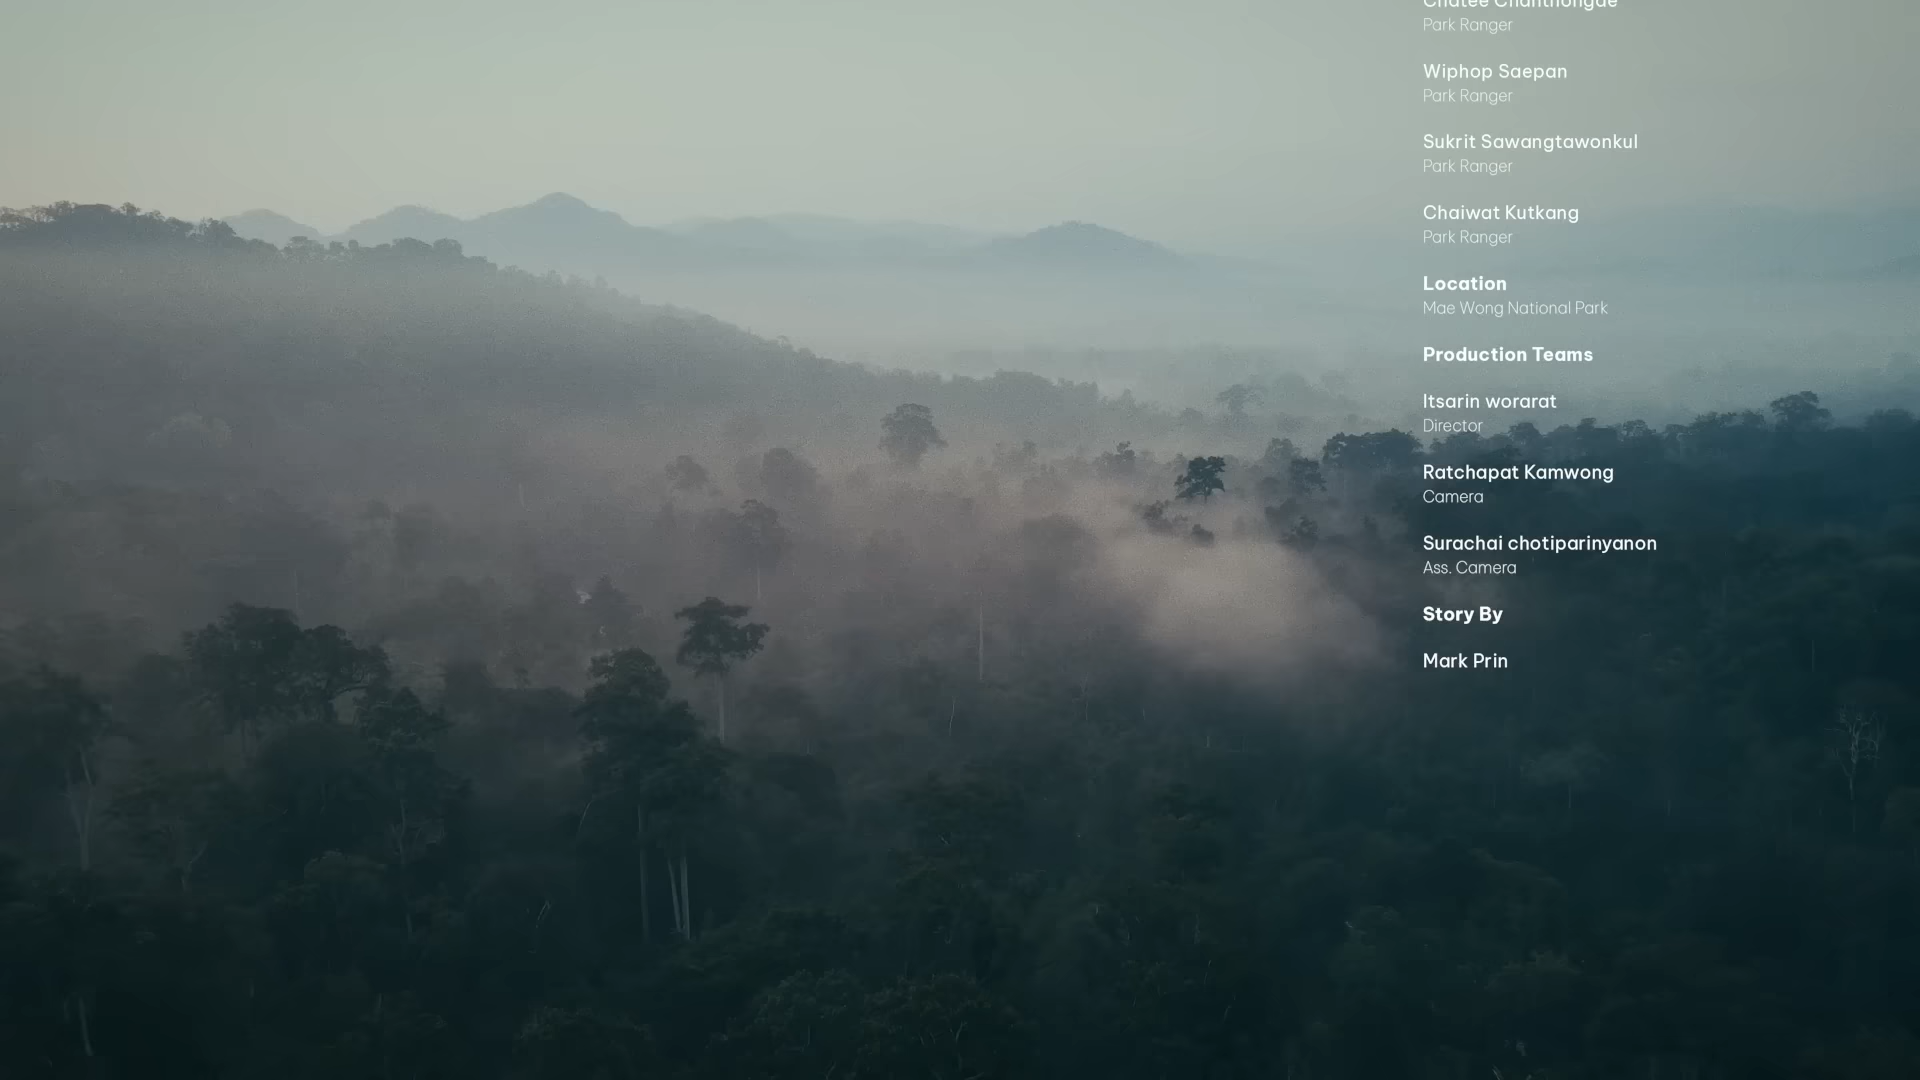 Park Ranger
Wiphop Saepan
Park Ranger
Sukrit Sawangtawonkul
Park Ranger
Chaiwat Kutkang
Park Ranger
Location
Mae Wong National Park
Production Teams
Itsarin worarat
Director
Ratchapat Kamwong
Camera
Surachai chotiparinyanon
Ass. Camera
Story By
Mark Prin